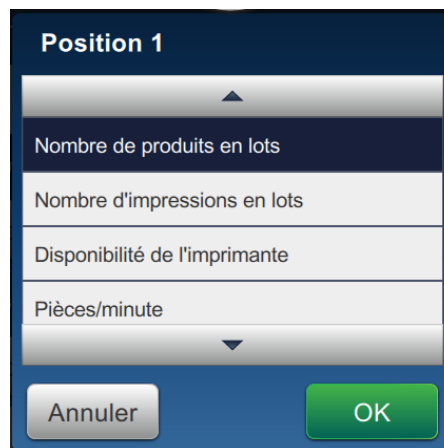 Position 1
Nombre de produits en lots
Nombre d'impressions en lots
Disponibilité de l'imprimante
Pièces/minute
Annuler
OK